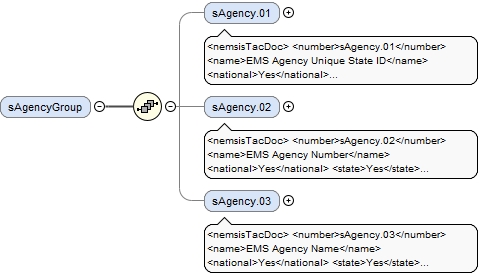 sAgency.01
<nemsisTacDoc> <number>sAgency.01</number>
<name>EMS Agency Unique State ID</name>
<national>Yes</national>...
sAgencyGroup
sAgency.02
<nemsisTacDoc> <number>sAgency.02</number>
<name>EMS Agency Number</name>
<national>Yes</national> <state>Yes</state>...
sAgency.03
<nemsisTacDoc> <number>sAgency.03</number>
<name>EMS Agency Name</name>
<national>Yes</national> <state>Yes</state>...